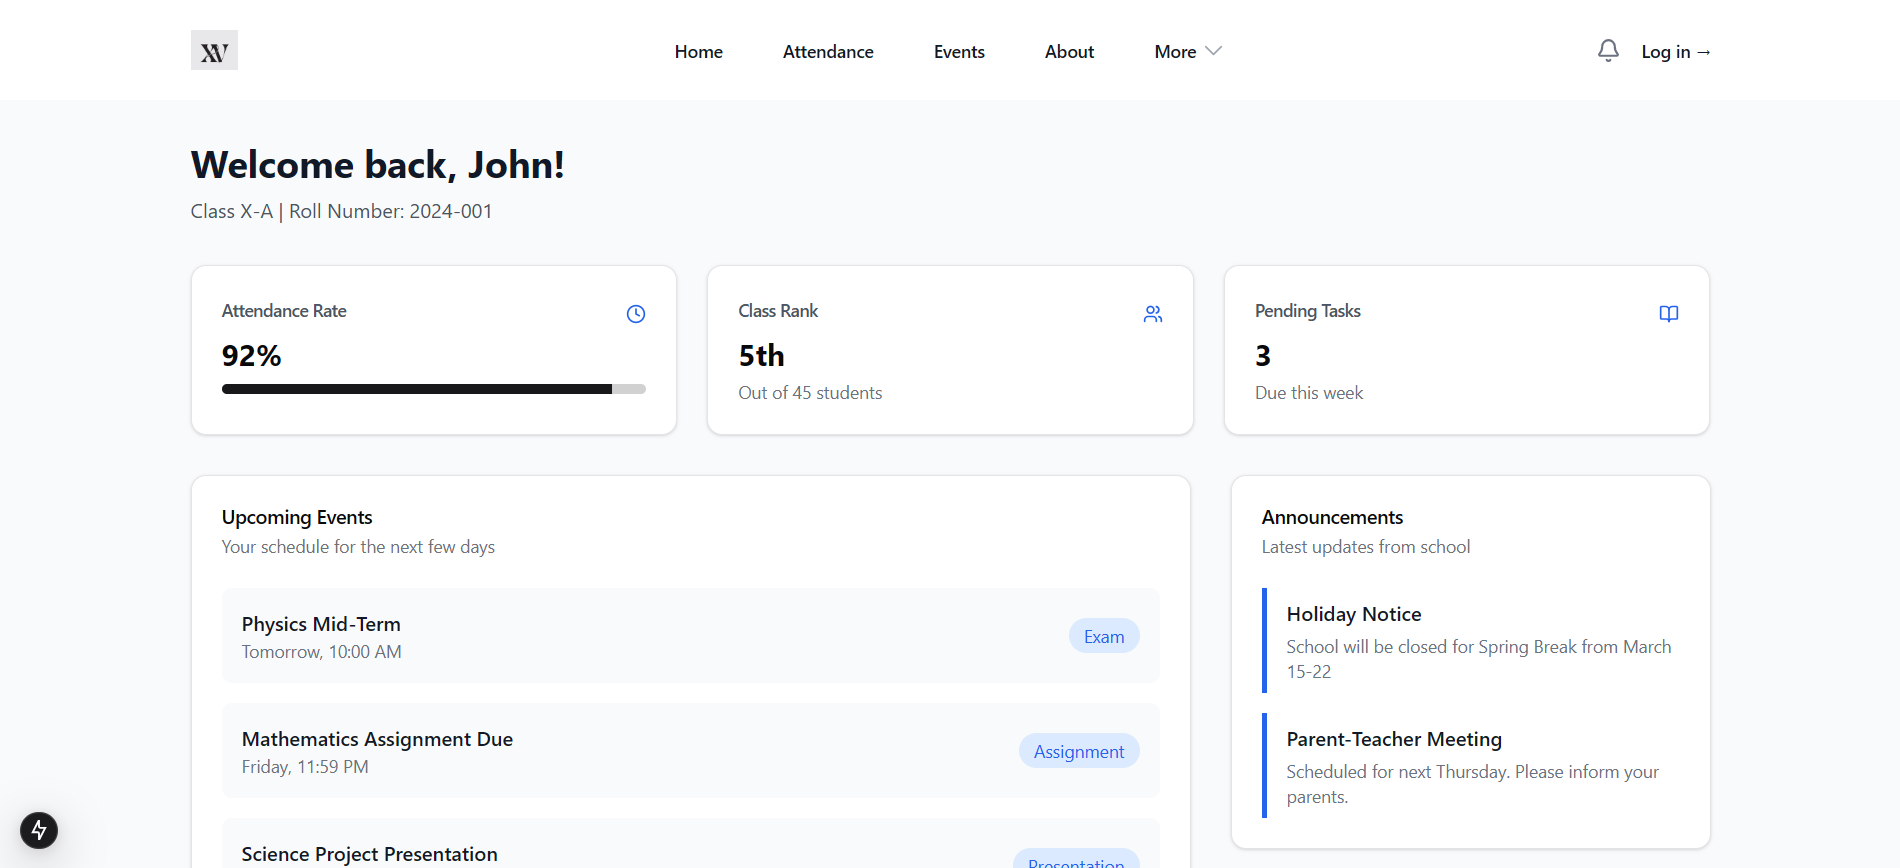 XV
Home
Attendance
Events
About
More
Log in →
Welcome back, John!
Class X-A | Roll Number: 2024-001
Attendance Rate
92%
Class Rank
5th
Out of 45 students
Pending Tasks
3
Due this week
Upcoming Events
Your schedule for the next few days
Physics Mid-Term
Tomorrow, 10:00 AM
Exam
Mathematics Assignment Due
Friday, 11:59 PM
Assignment
Science Project Presentation
Presentation
Announcements
Latest updates from school
Holiday Notice
School will be closed for Spring Break from March
15-22
Parent-Teacher Meeting
Scheduled for next Thursday. Please inform your
parents.